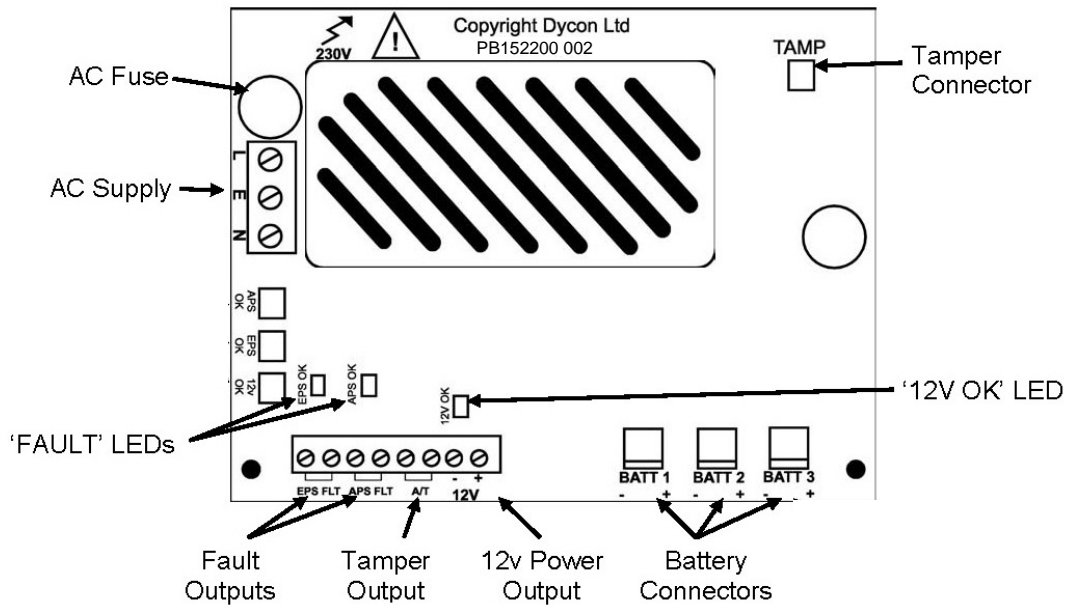 Copyright Dycon Ltd
PB152200 002
230V
!
TAMP
AC Fuse
Tamper
Connector
L
E
N
AC Supply
APS
OK
EPS
OK
12V
OK
EPS OK
APS OK
12V OK
'12V OK' LED
'FAULT' LEDs
EPS FLT
APS FLT
A/T
- +
12V
BATT 1
- +
BATT 2
- +
BATT 3
- +
Fault
Outputs
Tamper
Output
12v Power
Output
Battery
Connectors